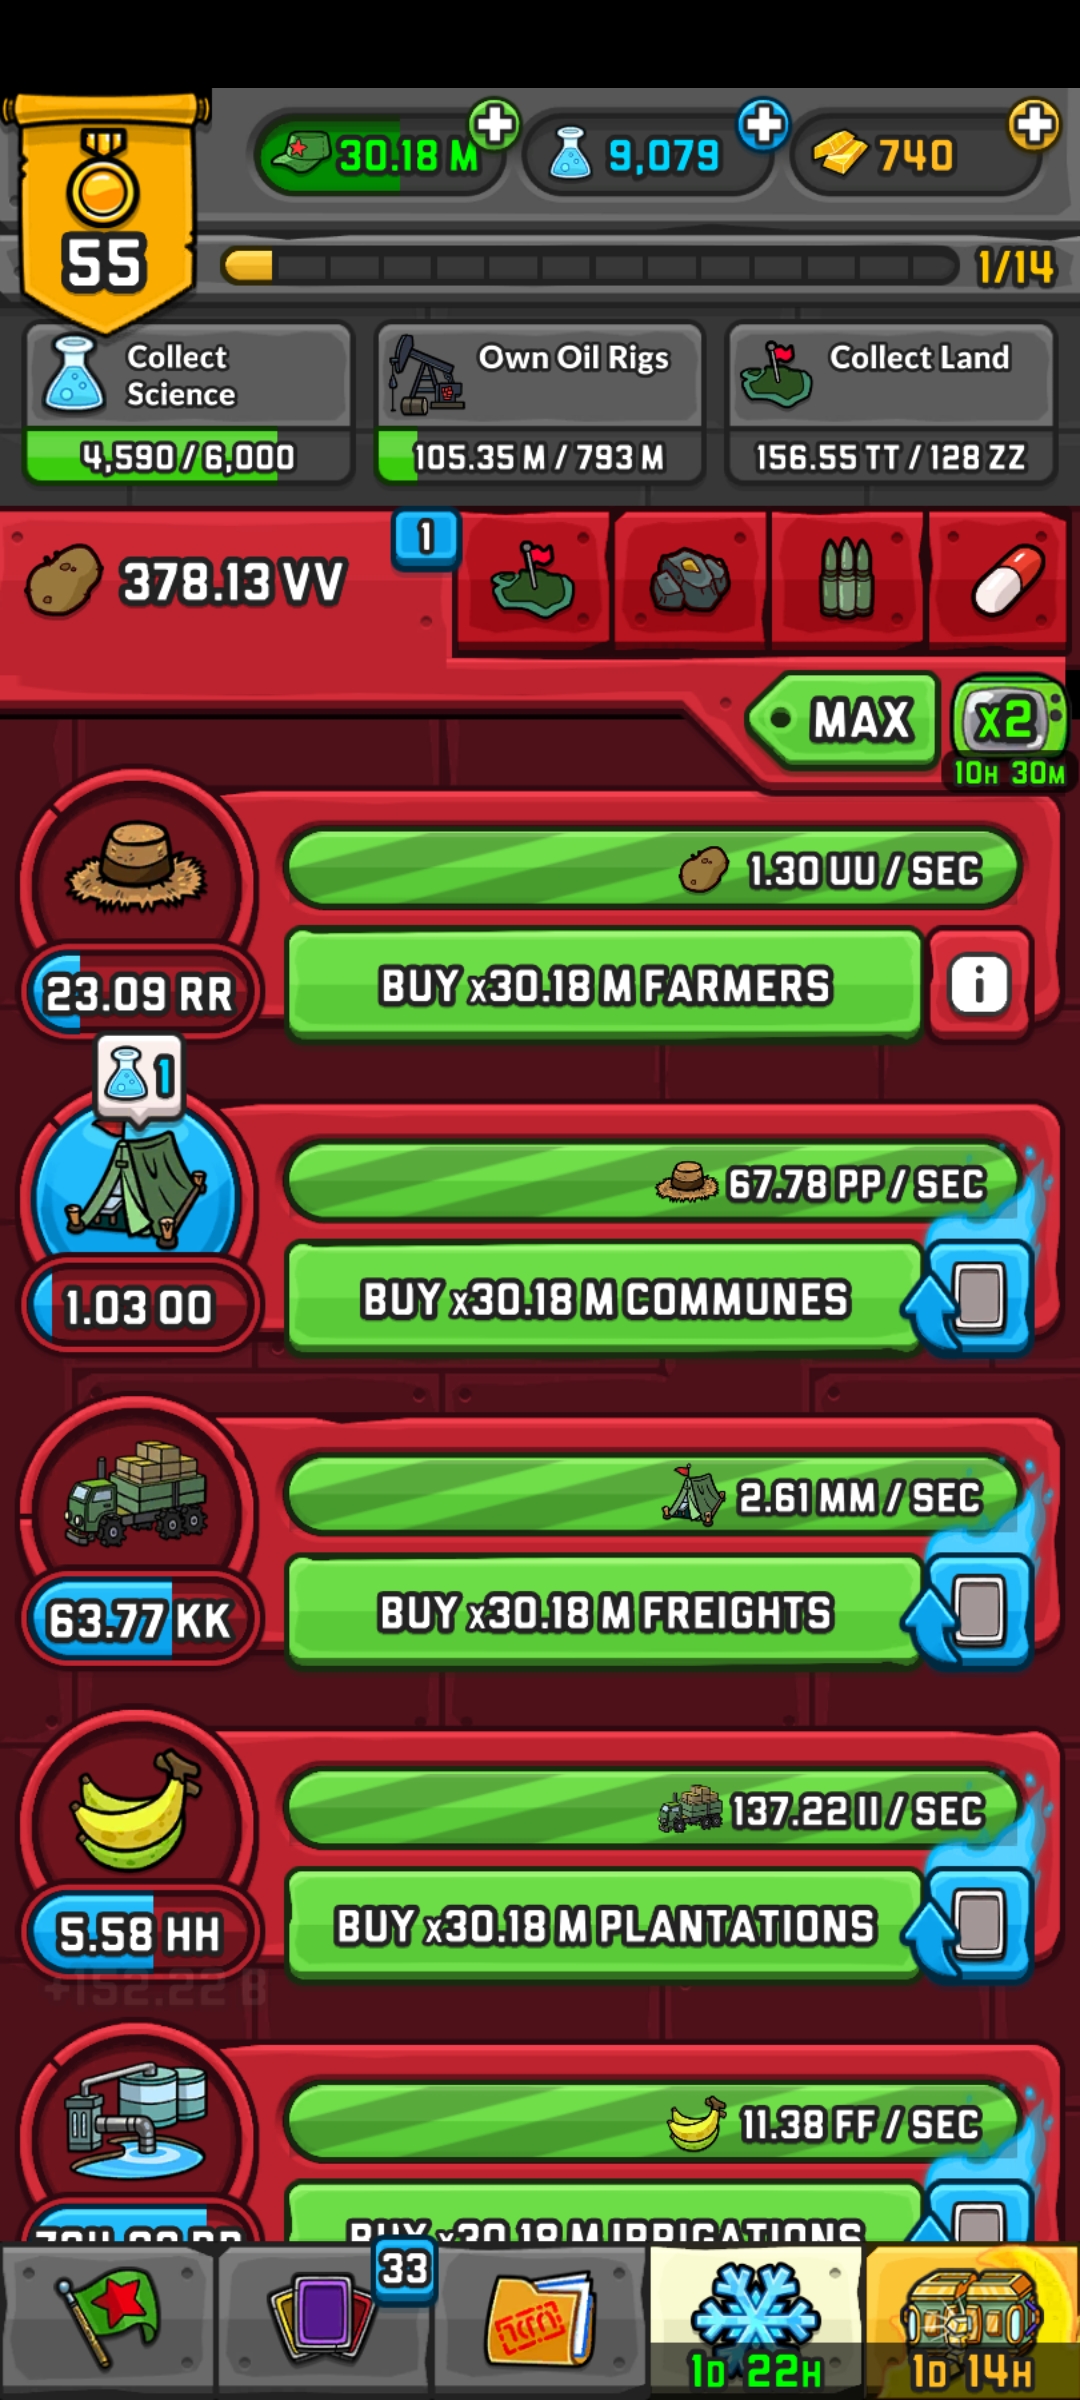 30.18 M
9,079
740
55
1/14
Collect
Science
4,590/6,000
Own Oil Rigs
105.35 M/793 M
Collect Land
156.55 TT/128 ZZ
378.13 VV
1
MAX
x2
10H 30M
1.30 UU/SEC
23.09 RR
BUY x30.18 M FARMERS
i
1
67.78 PP/SEC
1.03 OO
BUY x30.18 M COMMUNES
2.61 MM/SEC
63.77 KK
BUY x30.18 M FREIGHTS
137.22 II/SEC
5.58 HH
BUY x30.18 M PLANTATIONS
+152.22 B
11.38 FF/SEC
BUY x30.18 M IRRIGATIONS
33
1D 22H
1D 14H